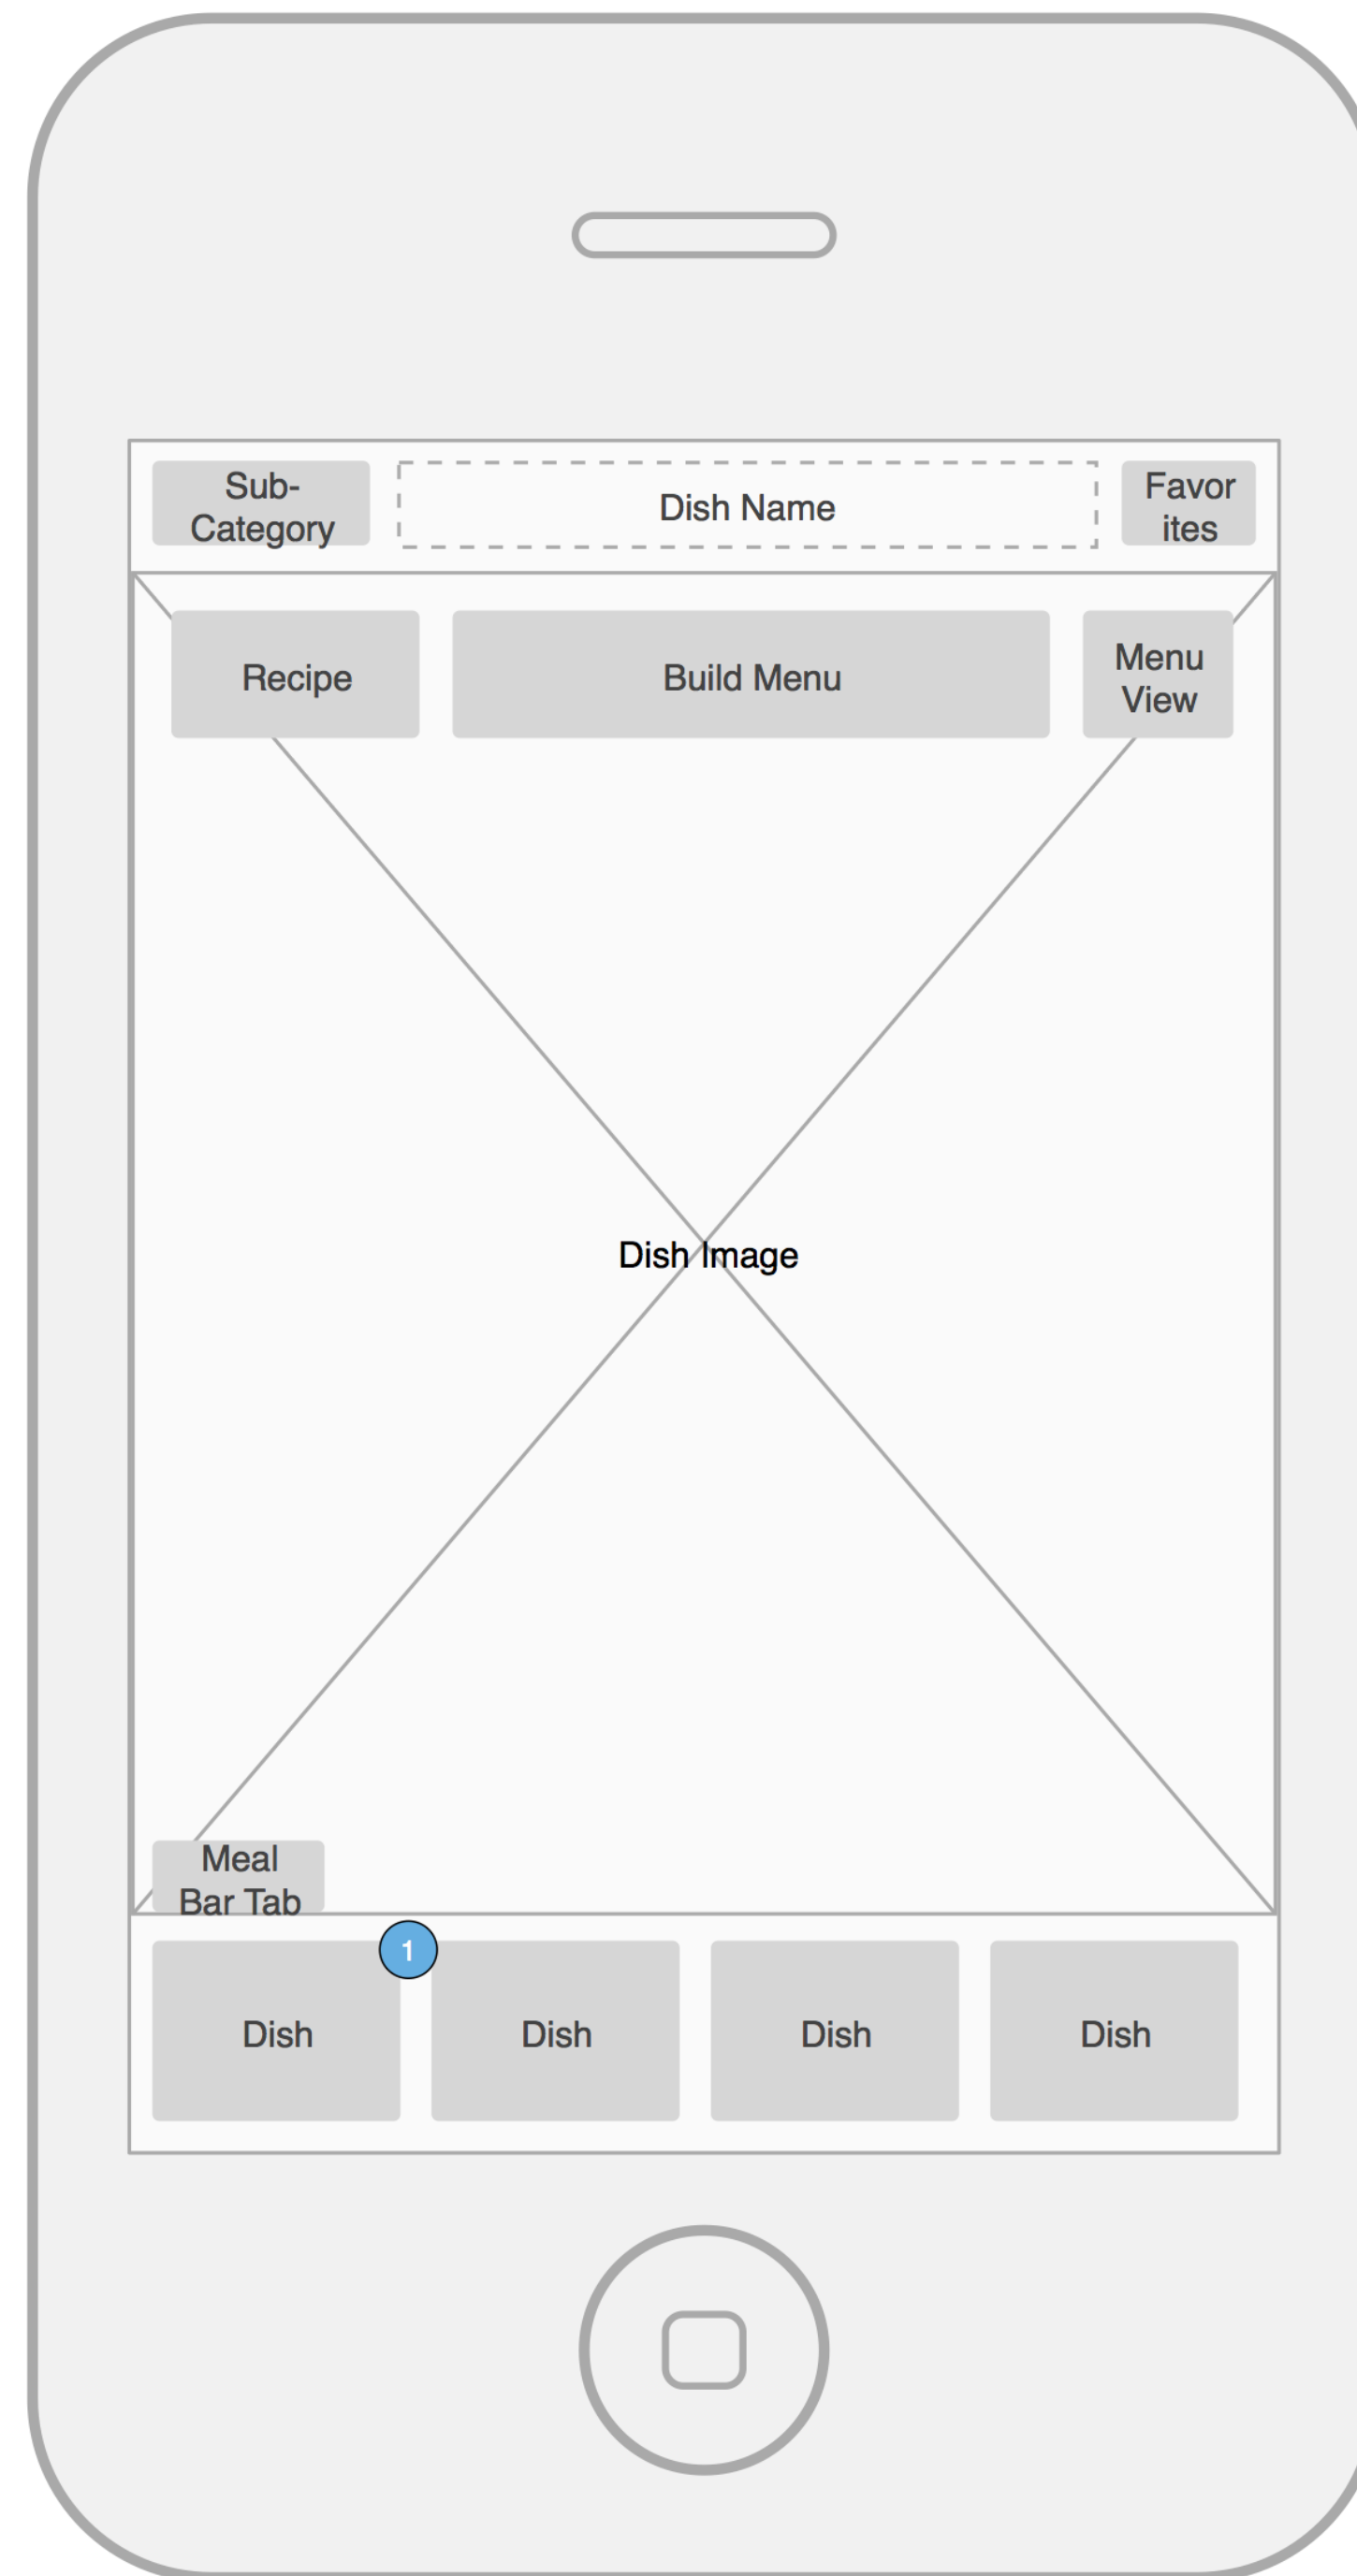 Sub-
Category
Dish Name
Favor
ites
Recipe
Build Menu
Menu
View
Dish Image
Meal
Bar Tab
1
Dish
Dish
Dish
Dish